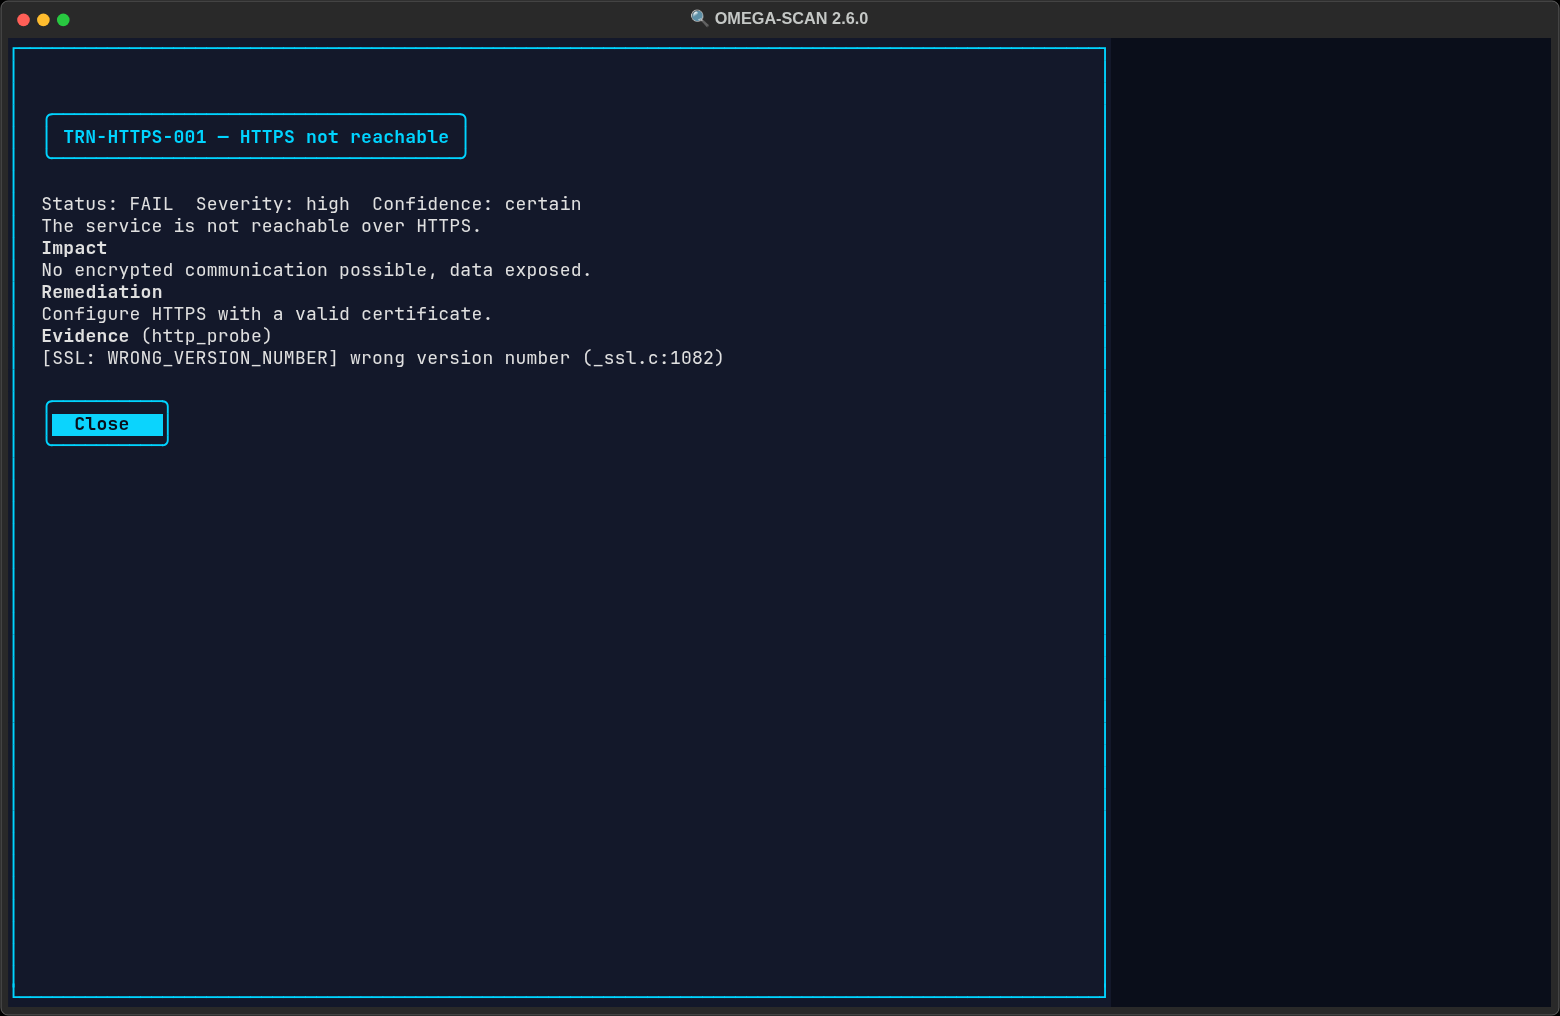 🔍 OMEGA-SCAN 2.6.0
TRN-HTTPS-001 — HTTPS not reachable
Status: FAIL  Severity: high  Confidence: certain
The service is not reachable over HTTPS.
Impact
No encrypted communication possible, data exposed.
Remediation
Configure HTTPS with a valid certificate.
Evidence (http_probe)
[SSL: WRONG_VERSION_NUMBER] wrong version number (_ssl.c:1082)
Close